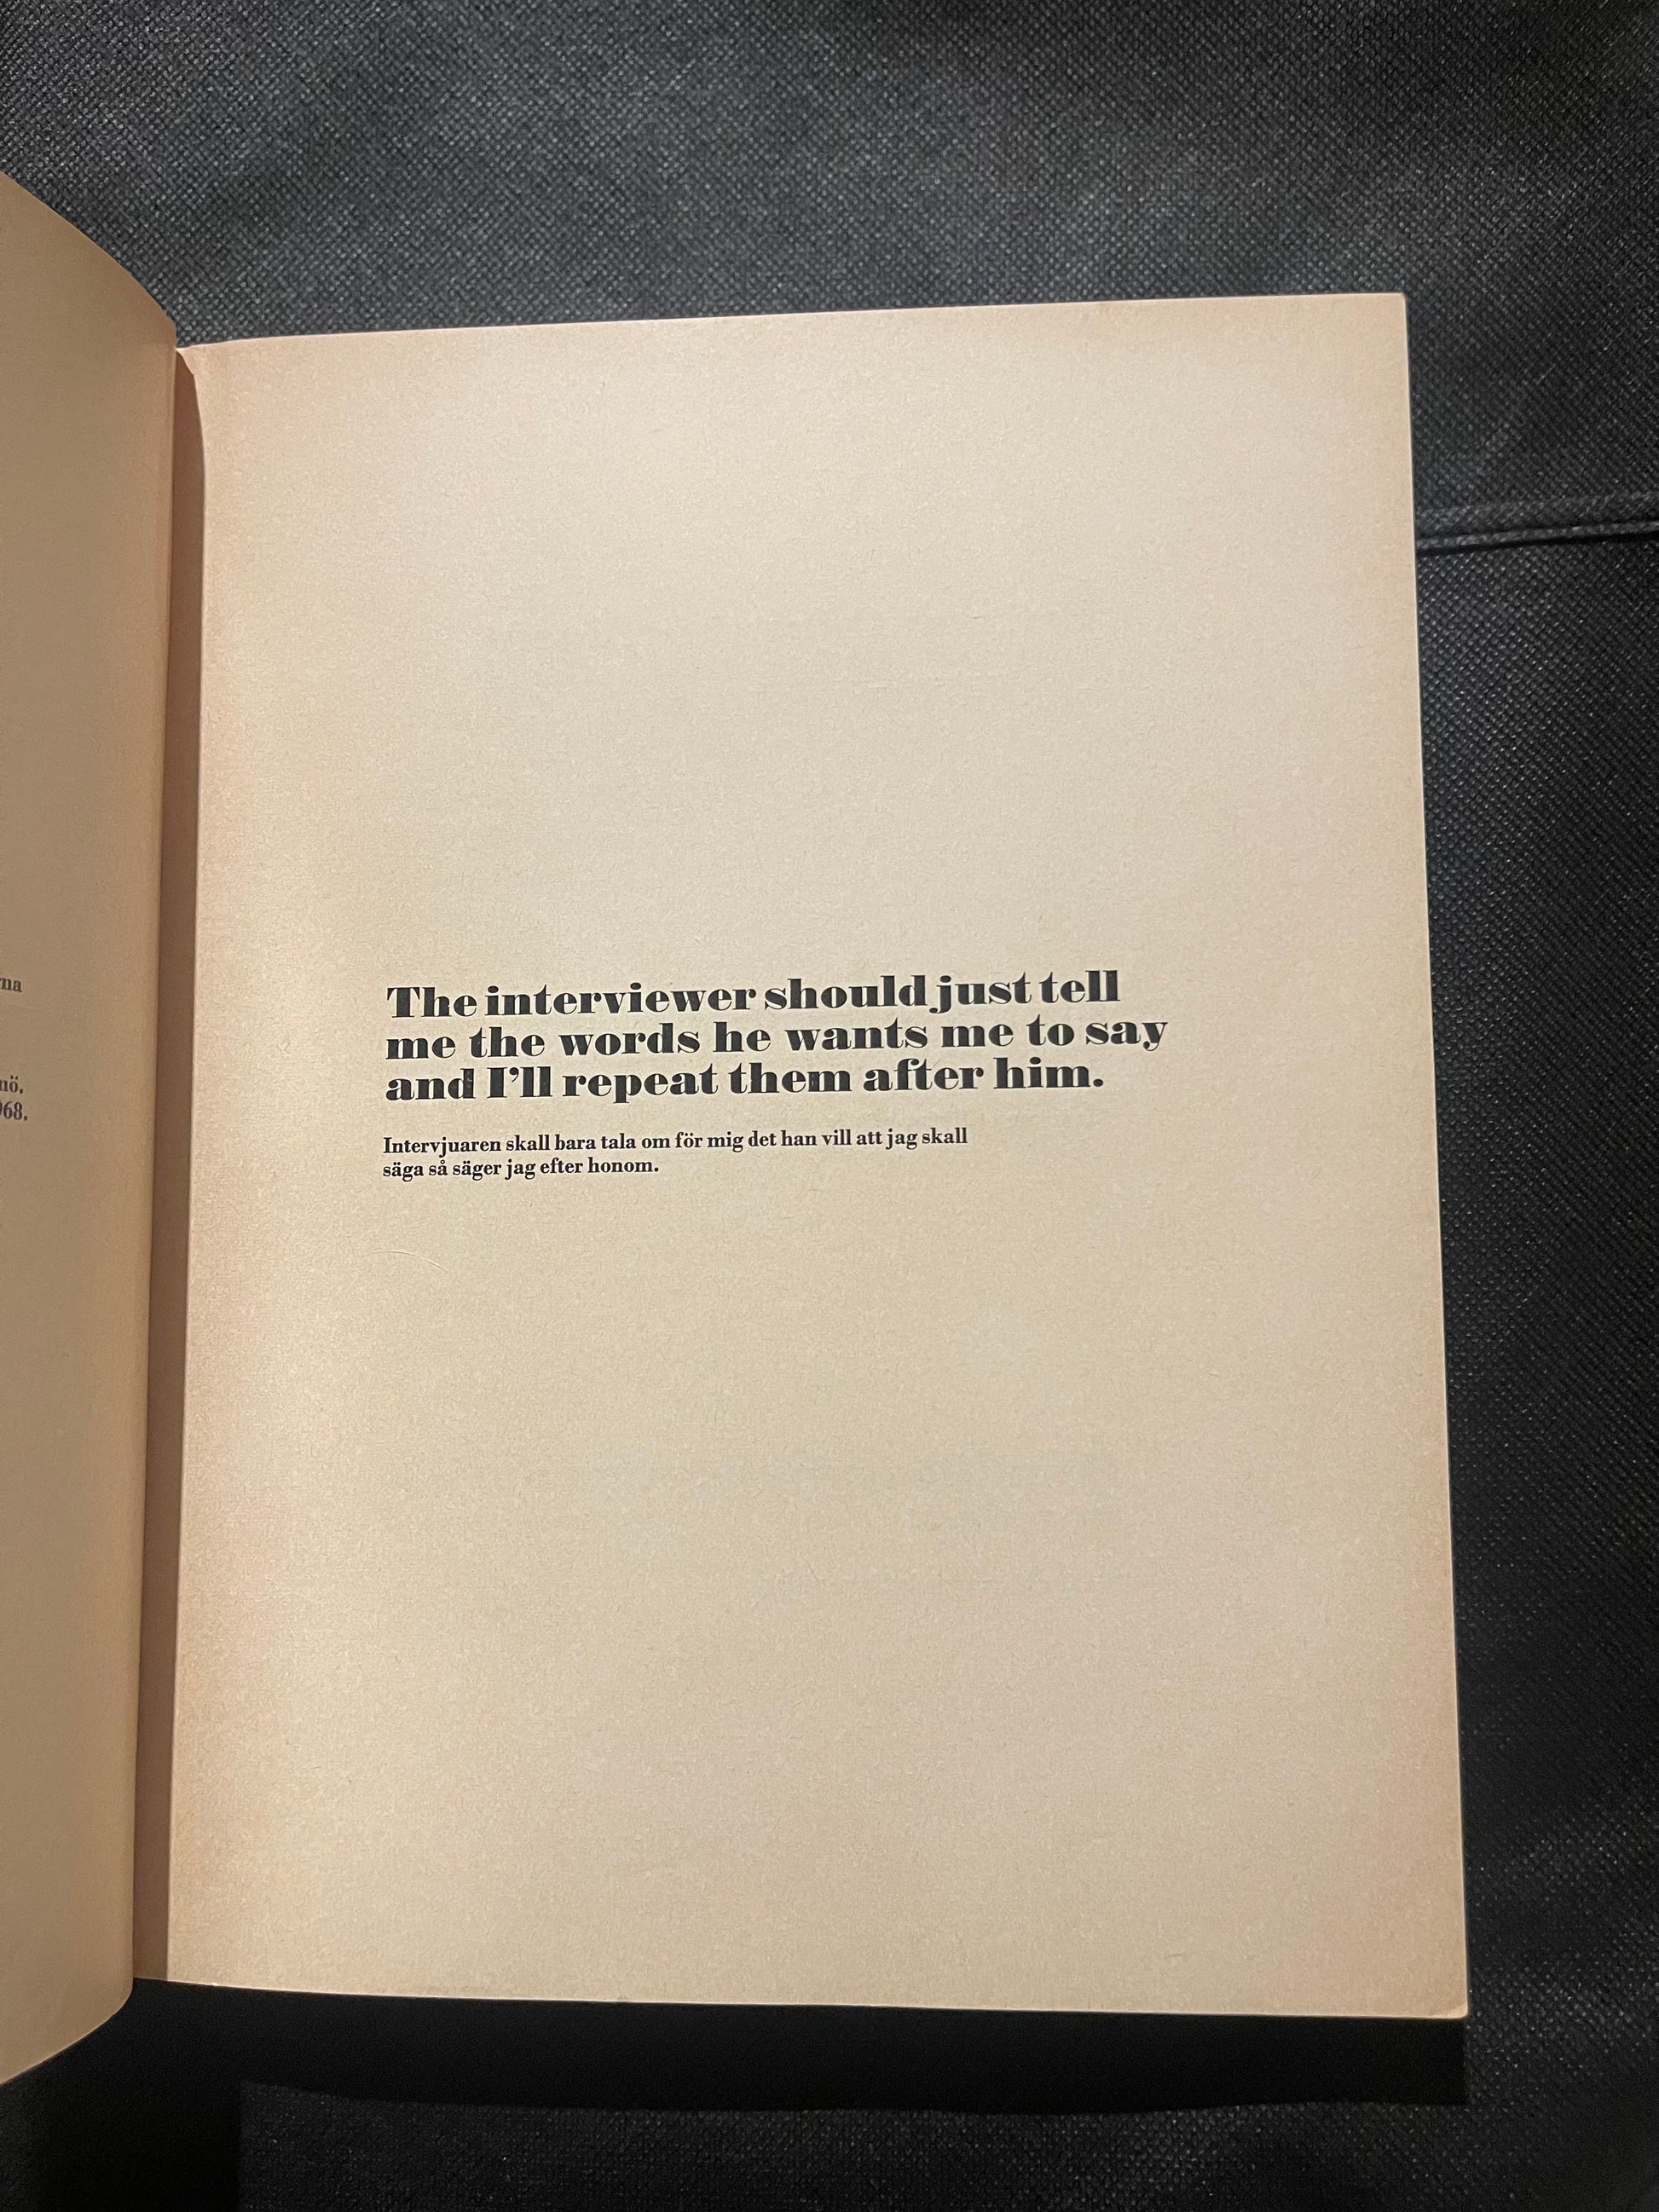 The interviewer should just tell
me the words he wants me to say
and I'll repeat them after him.
Intervjuaren skall bara tala om för mig det han vill att jag skall
säga så säger jag efter honom.